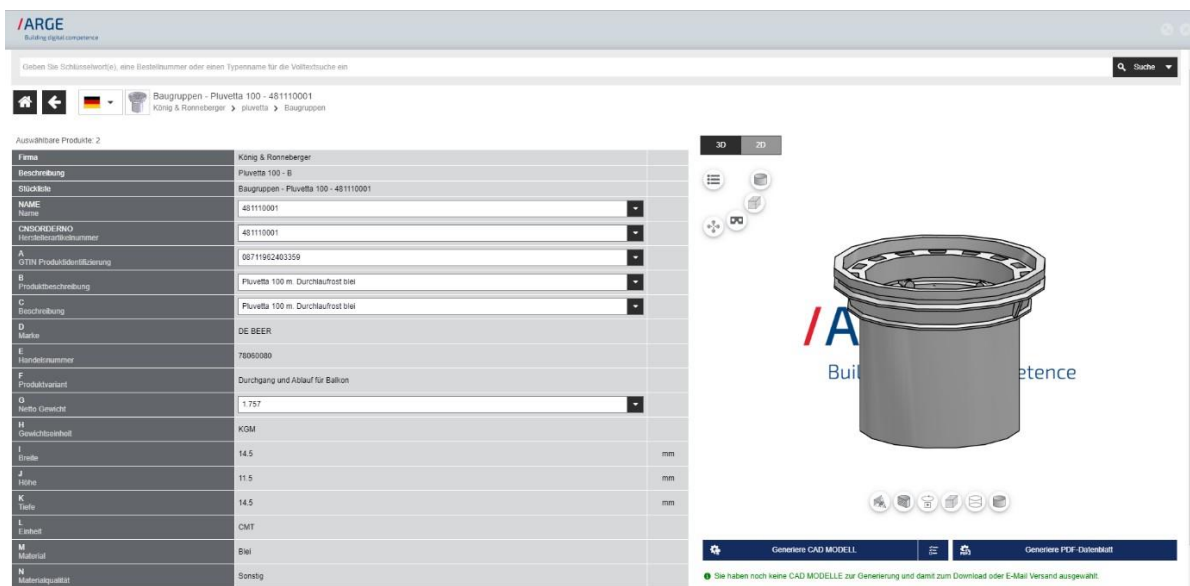 /ARGE
Building digital competence
Geben Sie Schlüsselwort(e), eine Bestellnummer oder einen Typenname für die Volltextsuche ein
Suche
Baugruppen - Pluvetta 100 - 481110001
König & Ronneberger > pluvetta > Baugruppen
Auswählbare Produkte: 2
Firma König & Ronneberger
Beschreibung Pluvetta 100 - B
Stückliste Baugruppen - Pluvetta 100 - 481110001
NAME
Name 481110001
CNSORDERNO
Herstellerartikelnummer 481110001
A
GTIN Produktidentifizierung 08711962403359
B
Produktbeschreibung Pluvetta 100 m. Durchlaufrost blei
C
Beschreibung Pluvetta 100 m. Durchlaufrost blei
D
Marke DE BEER
E
Handelsnummer 78060080
F
Produktvariant Durchgang und Ablauf für Balkon
G
Netto Gewicht 1.757
H
Gewichtseinheit KGM
I
Breite 14.5 mm
J
Höhe 11.5 mm
K
Tiefe 14.5 mm
L
Einheit CMT
M
Material Blei
N
Materialqualität Sonstig
3D 2D
/A
Buil etence
Generiere CAD MODELL
Generiere PDF-Datenblatt
Sie haben noch keine CAD MODELLE zur Generierung und damit zum Download oder E-Mail Versand ausgewählt.